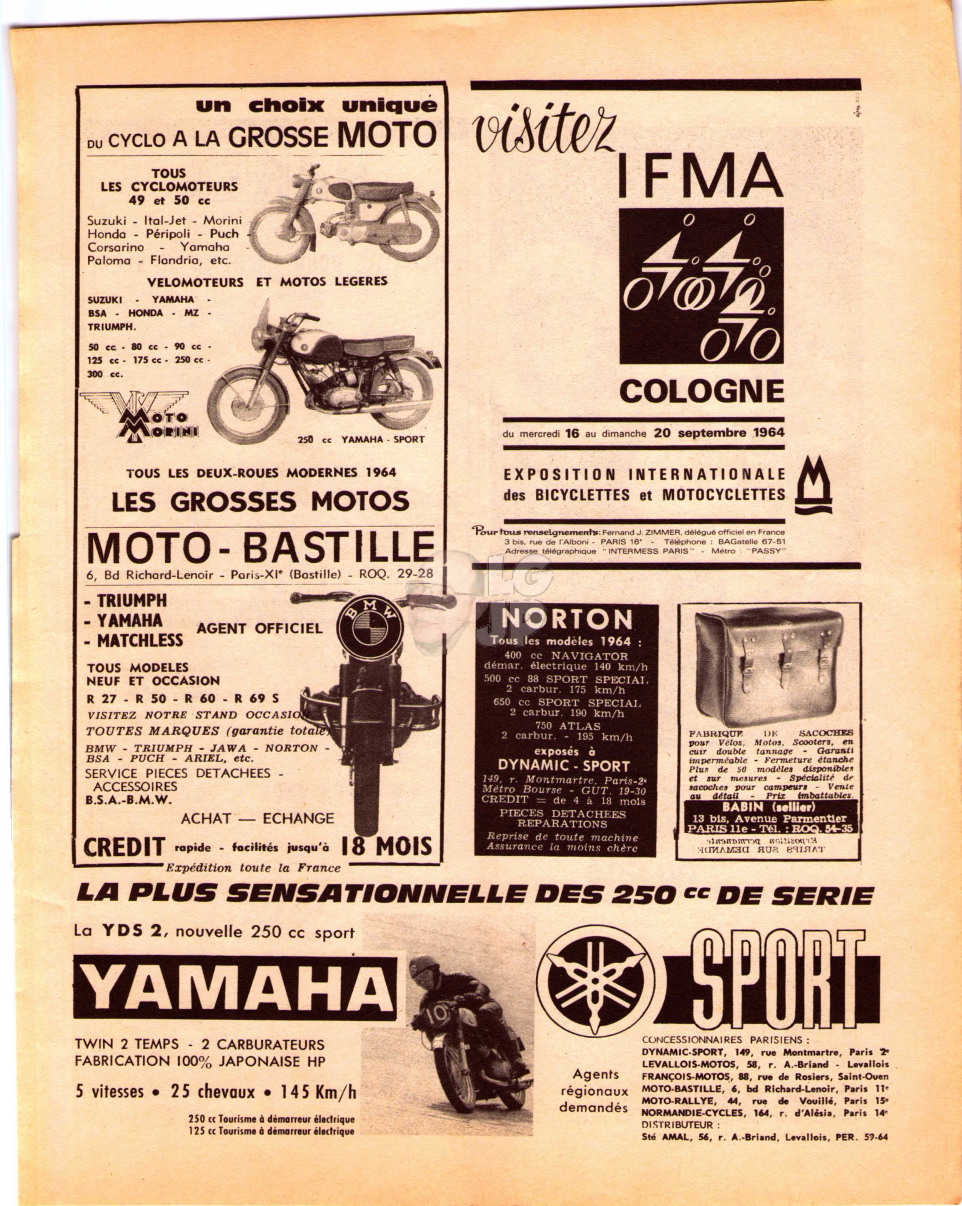 un choix unique
DU CYCLO A LA GROSSE MOTO
TOUS
LES CYCLOMOTEURS
49 et 50 cc
Suzuki - Ital-Jet - Morini
Honda - Péripoli - Puch
Corsarino - Yamaha
Paloma - Flandria, etc.
VELOMOTEURS ET MOTOS LEGERES
SUZUKI - YAMAHA -
BSA - HONDA - MZ -
TRIUMPH.
50 cc - 80 cc - 90 cc -
125 cc - 175 cc - 250 cc -
300 cc.
MOTO
MORINI
250 cc YAMAHA - SPORT
TOUS LES DEUX-ROUES MODERNES 1964
LES GROSSES MOTOS
MOTO - BASTILLE
6, Bd Richard-Lenoir - Paris-XIe (Bastille) - ROQ. 29-28
- TRIUMPH
- YAMAHA
- MATCHLESS
AGENT OFFICIEL
BMW
TOUS MODELES
NEUF ET OCCASION
R 27 - R 50 - R 60 - R 69 S
VISITEZ NOTRE STAND OCCASION
TOUTES MARQUES (garantie totale)
BMW - TRIUMPH - JAWA - NORTON -
BSA - PUCH - ARIEL, etc.
SERVICE PIECES DETACHEES -
ACCESSOIRES
B.S.A.-B.M.W.
ACHAT — ECHANGE
CREDIT rapide - facilités jusqu'à 18 MOIS
Expédition toute la France
visitez
IFMA
COLOGNE
du mercredi 16 au dimanche 20 septembre 1964
EXPOSITION INTERNATIONALE
des BICYCLETTES et MOTOCYCLETTES
Pour tous renseignements: Fernand J. ZIMMER, délégué officiel en France
3 bis, rue de l'Alboni - PARIS 16e - Téléphone : BAGatelle 67-51
Adresse télégraphique "INTERMESS PARIS" - Métro : "PASSY"
LG
NORTON
Tous les modèles 1964 :
400 cc NAVIGATOR
démar. électrique 140 km/h
500 cc 88 SPORT SPECIAL
2 carbur. 175 km/h
650 cc SPORT SPECIAL
2 carbur. 190 km/h
750 ATLAS
2 carbur. - 195 km/h
exposés à
DYNAMIC - SPORT
149, r. Montmartre, Paris-2e
Métro Bourse - GUT. 19-30
CREDIT = de 4 à 18 mois
PIECES DETACHEES
REPARATIONS
Reprise de toute machine
Assurance la moins chère
FABRIQUE DE SACOCHES
pour Vélos, Motos, Scooters, en
cuir double tannage - Garanti
imperméable - Fermeture étanche
Plus de 50 modèles disponibles
et sur mesures - Spécialité de
sacoches pour campeurs - Vente
au détail - Prix imbattables.
BABIN (sellier)
13 bis, Avenue Parmentier
PARIS 11e - Tél. : ROQ. 54-35
Exposition permanente
TARIFS SUR DEMANDE
LA PLUS SENSATIONNELLE DES 250 cc DE SERIE
La YDS 2, nouvelle 250 cc sport
YAMAHA
TWIN 2 TEMPS - 2 CARBURATEURS
FABRICATION 100% JAPONAISE HP
5 vitesses • 25 chevaux • 145 Km/h
250 cc Tourisme à démarreur électrique
125 cc Tourisme à démarreur électrique
10
SPORT
Agents
régionaux
demandés
CONCESSIONNAIRES PARISIENS :
DYNAMIC-SPORT, 149, rue Montmartre, Paris 2e
LEVALLOIS-MOTOS, 58, r. A.-Briand - Levallois
FRANÇOIS-MOTOS, 88, rue de Rosiers, Saint-Ouen
MOTO-BASTILLE, 6, bd Richard-Lenoir, Paris 11e
MOTO-RALLYE, 44, rue de Vouillé, Paris 15e
NORMANDIE-CYCLES, 164, r. d'Alésia, Paris 14e
DISTRIBUTEUR :
Sté AMAL, 56, r. A.-Briand, Levallois, PER. 59-64